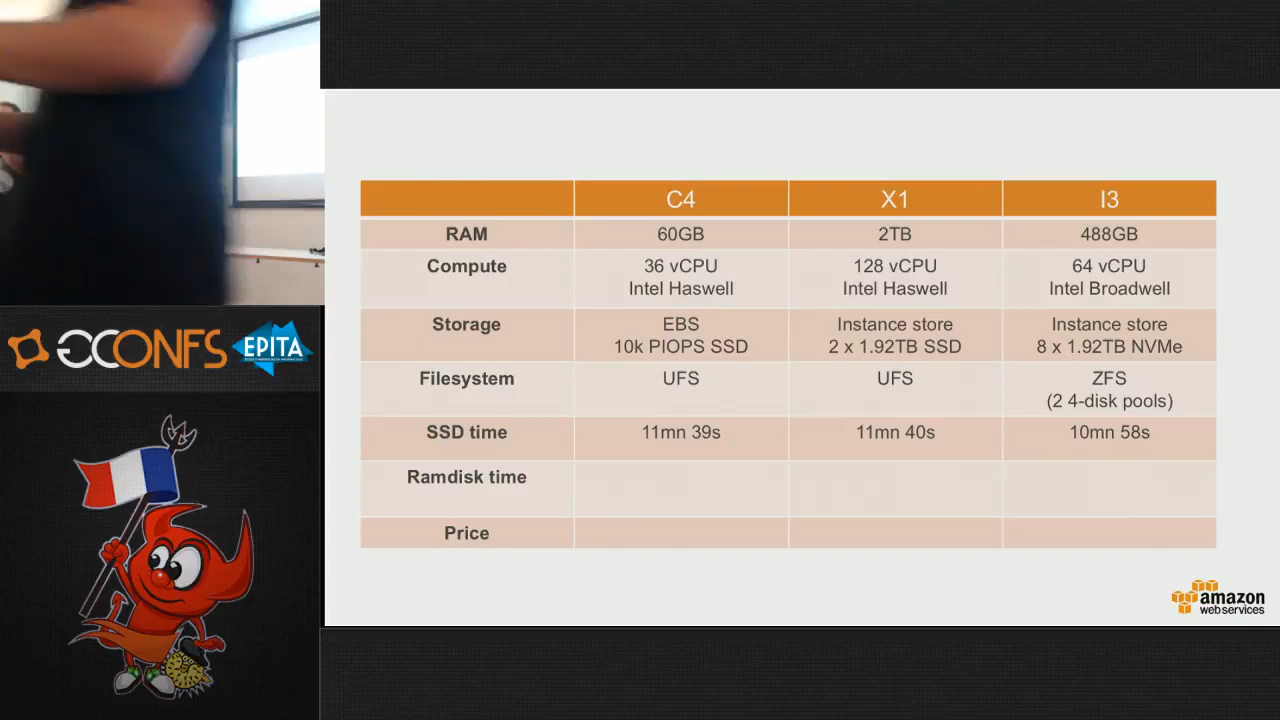 GCONFS
EPITA
C4 X1 I3
RAM 60GB 2TB 488GB
Compute 36 vCPU 128 vCPU 64 vCPU
Intel Haswell Intel Haswell Intel Broadwell
Storage EBS Instance store Instance store
10k PIOPS SSD 2 x 1.92TB SSD 8 x 1.92TB NVMe
Filesystem UFS UFS ZFS
(2 4-disk pools)
SSD time 11mn 39s 11mn 40s 10mn 58s
Ramdisk time
Price
amazon
webservices